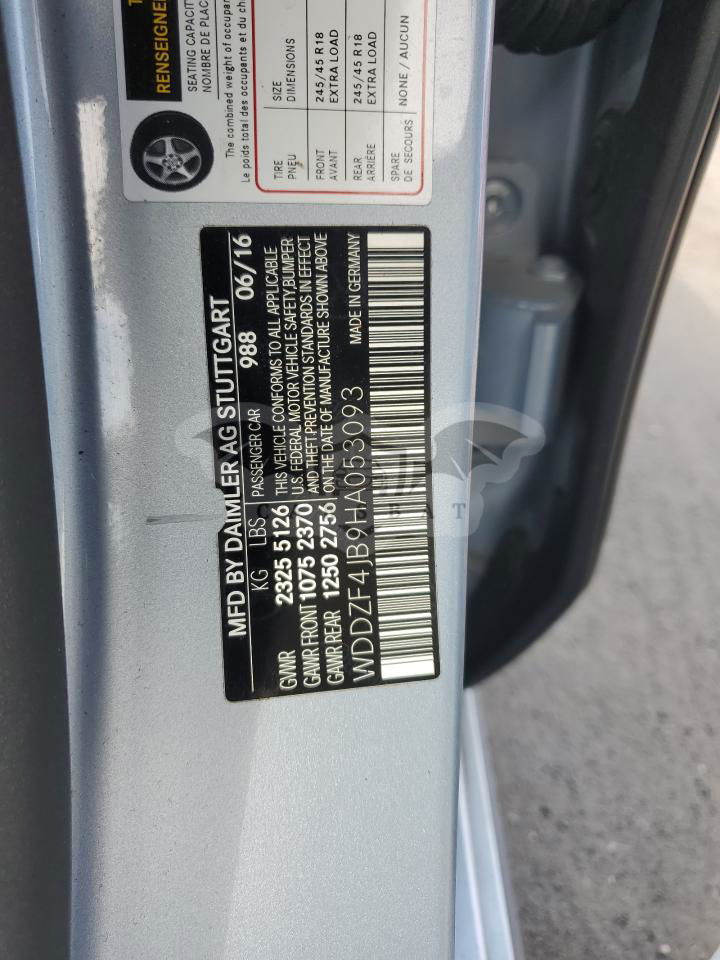 T
RENSEIGNE
SEATING CAPACIT
NOMBRE DE PLAC
The combined weight of occupa
Le poids total des occupants et du ch
TIRE SIZE
PNEU DIMENSIONS
FRONT 245/45 R18
AVANT EXTRA LOAD
REAR 245/45 R18
ARRIÈRE EXTRA LOAD
SPARE NONE / AUCUN
DE SECOURS
MFD BY DAIMLER AG STUTTGART
KG LBS PASSENGER CAR 988 06/16
GVWR 2325 5126 THIS VEHICLE CONFORMS TO ALL APPLICABLE
U.S. FEDERAL MOTOR VEHICLE SAFETY,BUMPER
GAWR FRONT 1075 2370 AND THEFT PREVENTION STANDARDS IN EFFECT
GAWR REAR 1250 2756 ON THE DATE OF MANUFACTURE SHOWN ABOVE
WDDZF4JB9HA053093 MADE IN GERMANY